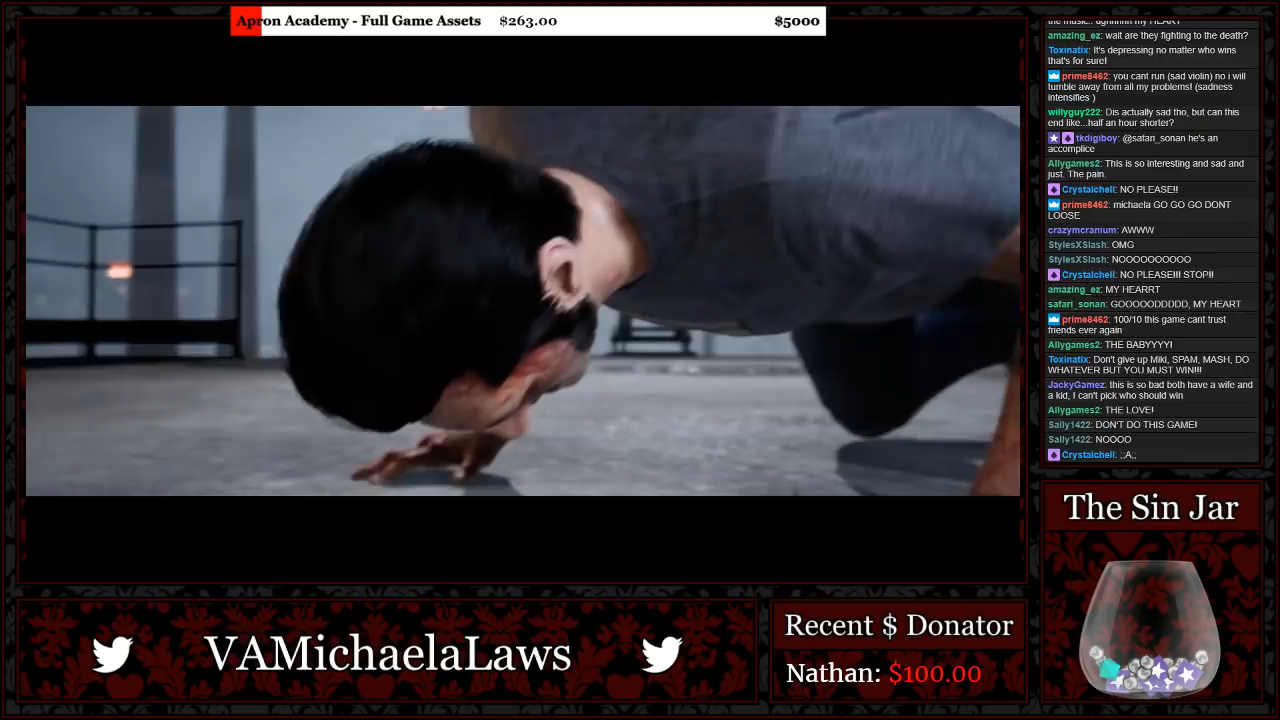 Apron Academy - Full Game Assets $263.00 $5000
the music.. ughhhhh my HEART
amazing_ez: wait are they fighting to the death?
Toxinatix: It's depressing no matter who wins
that's for sure!
prime8462: you cant run (sad violin) no i will
tumble away from all my problems! (sadness
intensifies )
willyguy222: Dis actually sad tho, but can this
end like...half an hour shorter?
tkdigiboy: @safari_sonan he's an
accomplice
Allygames2: This is so interesting and sad and
just. The pain.
Crystalchell: NO PLEASE!!
prime8462: michaela GO GO GO DONT
LOOSE
crazymcranium: AWWW
StylesXSlash: OMG
StylesXSlash: NOOOOOOOOOO
Crystalchell: NO PLEASE!!! STOP!!
amazing_ez: MY HEARRT
safari_sonan: GOOOOODDDDD, MY HEART
prime8462: 100/10 this game cant trust
friends ever again
Allygames2: THE BABYYYY!
Toxinatix: Don't give up Miki, SPAM, MASH, DO
WHATEVER BUT YOU MUST WIN!!!
JackyGamez: this is so bad both have a wife and
a kid, I can't pick who should win
Allygames2: THE LOVE!
Sally1422: DON'T DO THIS GAME!
Sally1422: NOOOO
Crystalchell: ;;A,;
The Sin Jar
VAMichaelaLaws
Recent $ Donator
Nathan: $100.00